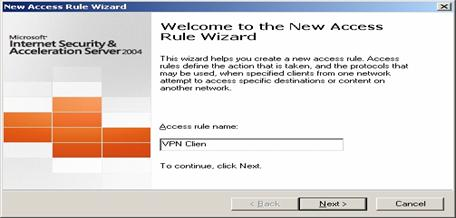 New Access Rule Wizard
Microsoft
Internet Security &
Acceleration Server 2004
Welcome to the New Access
Rule Wizard
This wizard helps you create a new access rule. Access
rules define the action that is taken, and the protocols that
may be used, when specified clients from one network
attempt to access specific destinations or content on
another network.
Access rule name:
VPN Clien
To continue, click Next.
< Back
Next >
Cancel